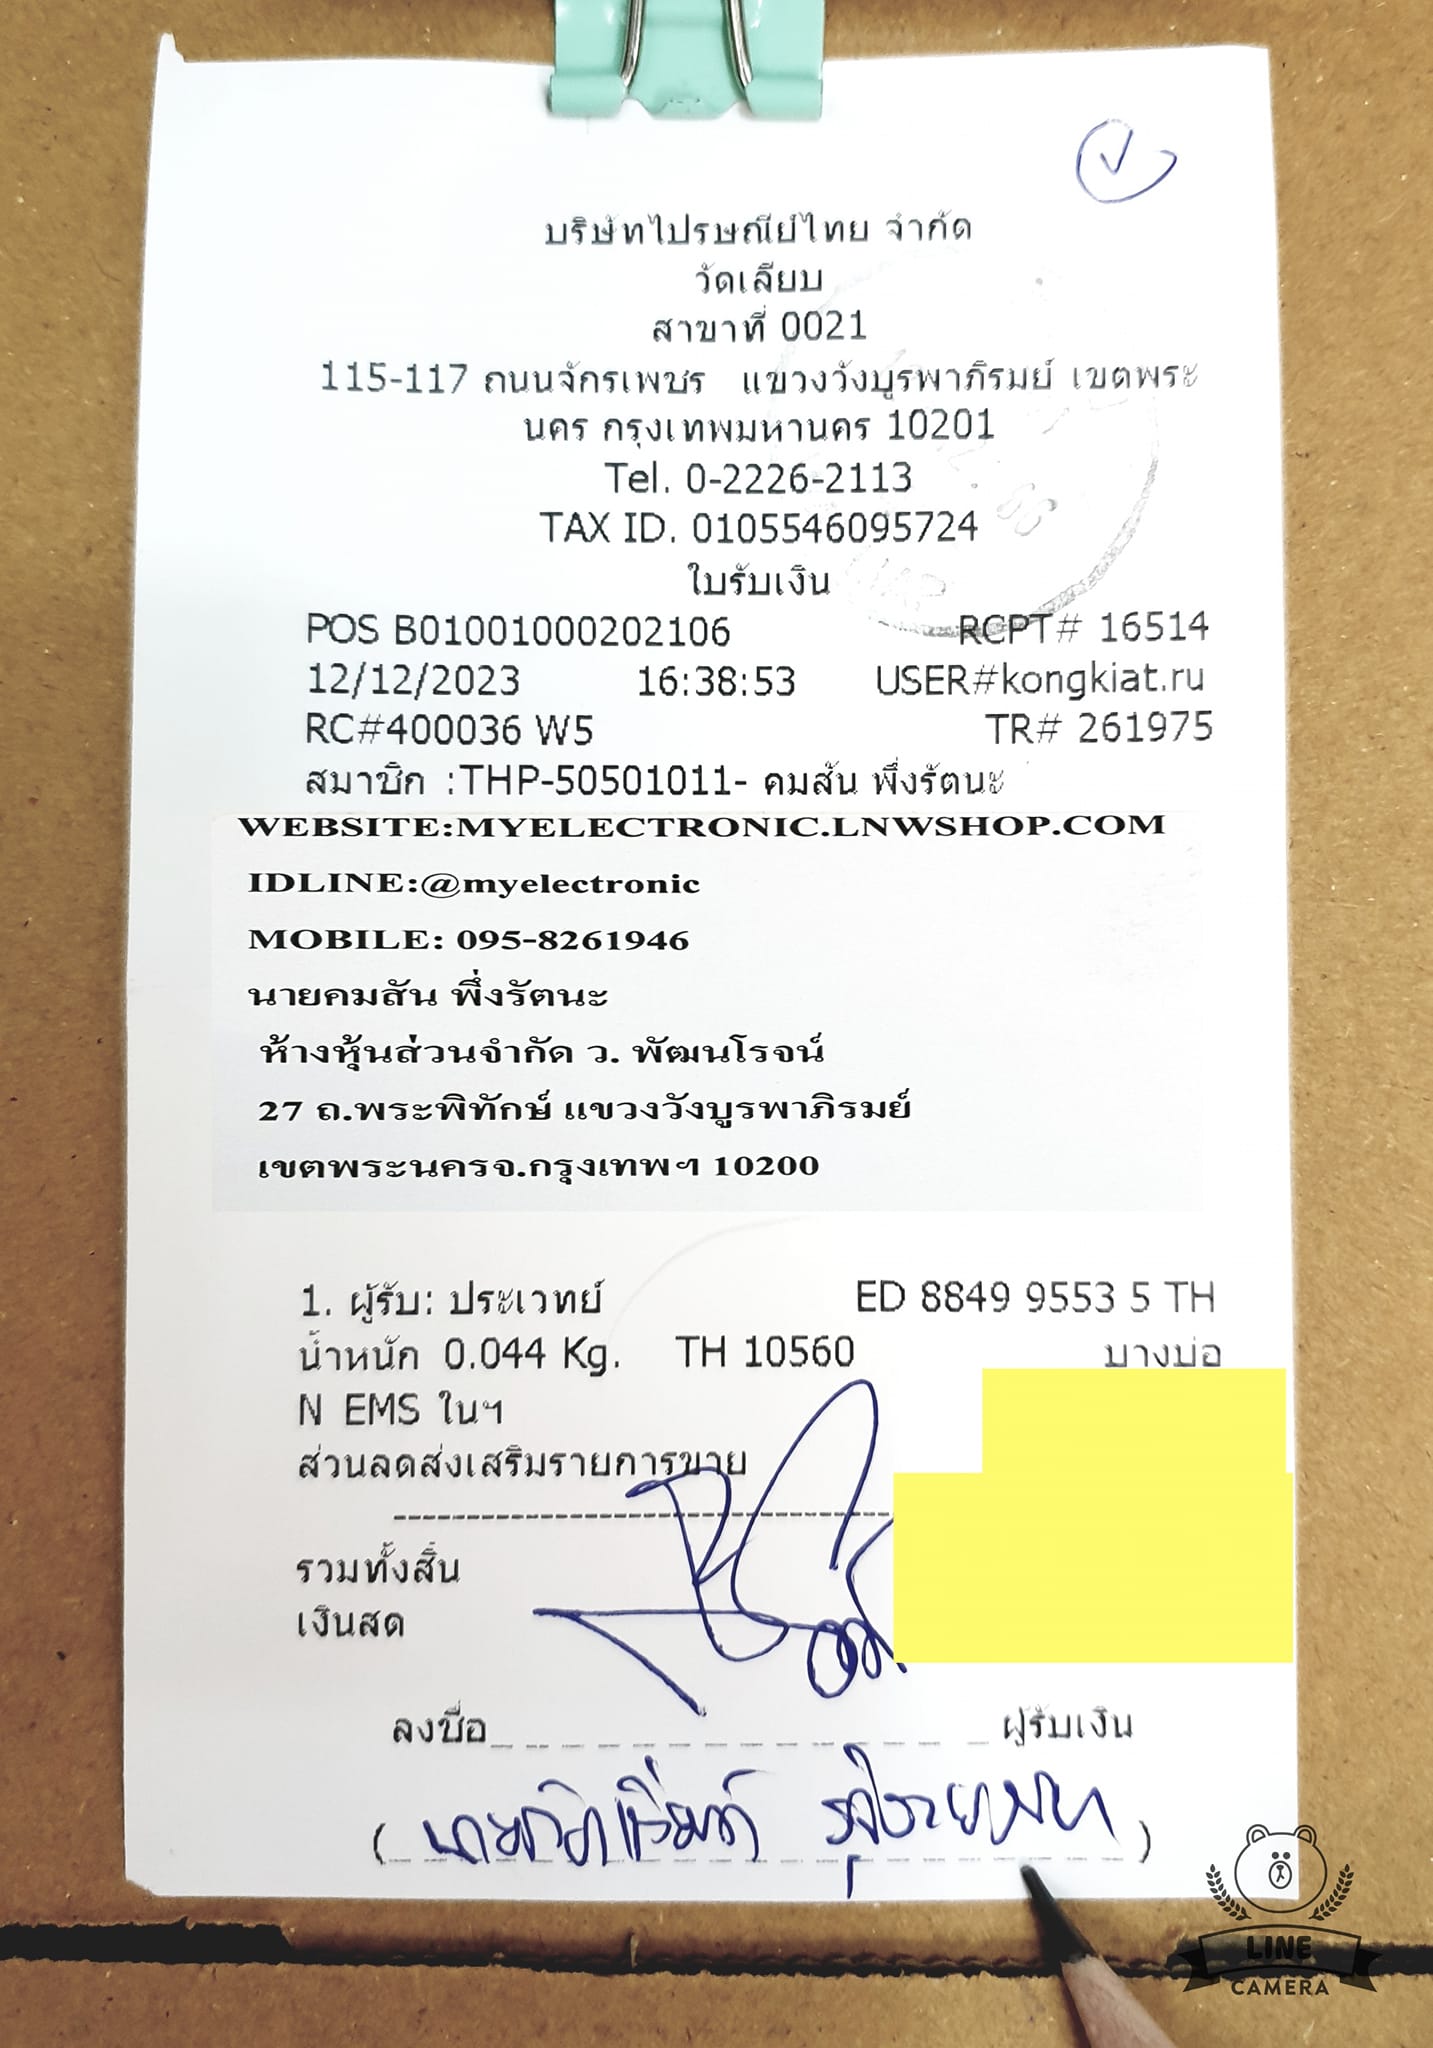 บริษัทไปรษณีย์ไทย จำกัด
วัดเลียบ
สาขาที่ 0021
115-117 ถนนจักรเพชร แขวงวังบูรพาภิรมย์ เขตพระ
นคร กรุงเทพมหานคร 10201
Tel. 0-2226-2113
TAX ID. 0105546095724
ใบรับเงิน
POS B01001000202106 RCPT# 16514
12/12/2023 16:38:53 USER#kongkiat.ru
RC#400036 W5 TR# 261975
สมาชิก :THP-50501011- คมสัน พึ่งรัตนะ
WEBSITE:MYELECTRONIC.LNWSHOP.COM
IDLINE:@myelectronic
MOBILE: 095-8261946
นายคมสัน พึ่งรัตนะ
ห้างหุ้นส่วนจำกัด ว. พัฒนโรจน์
27 ถ.พระพิทักษ์ แขวงวังบูรพาภิรมย์
เขตพระนครจ.กรุงเทพฯ 10200
1. ผู้รับ: ประเวทย์ ED 8849 9553 5 TH
น้ำหนัก 0.044 Kg. TH 10560 บางบ่อ
N EMS ในฯ
ส่วนลดส่งเสริมรายการขาย
รวมทั้งสิ้น
เงินสด
ลงชื่อ ผู้รับเงิน
LINE
CAMERA